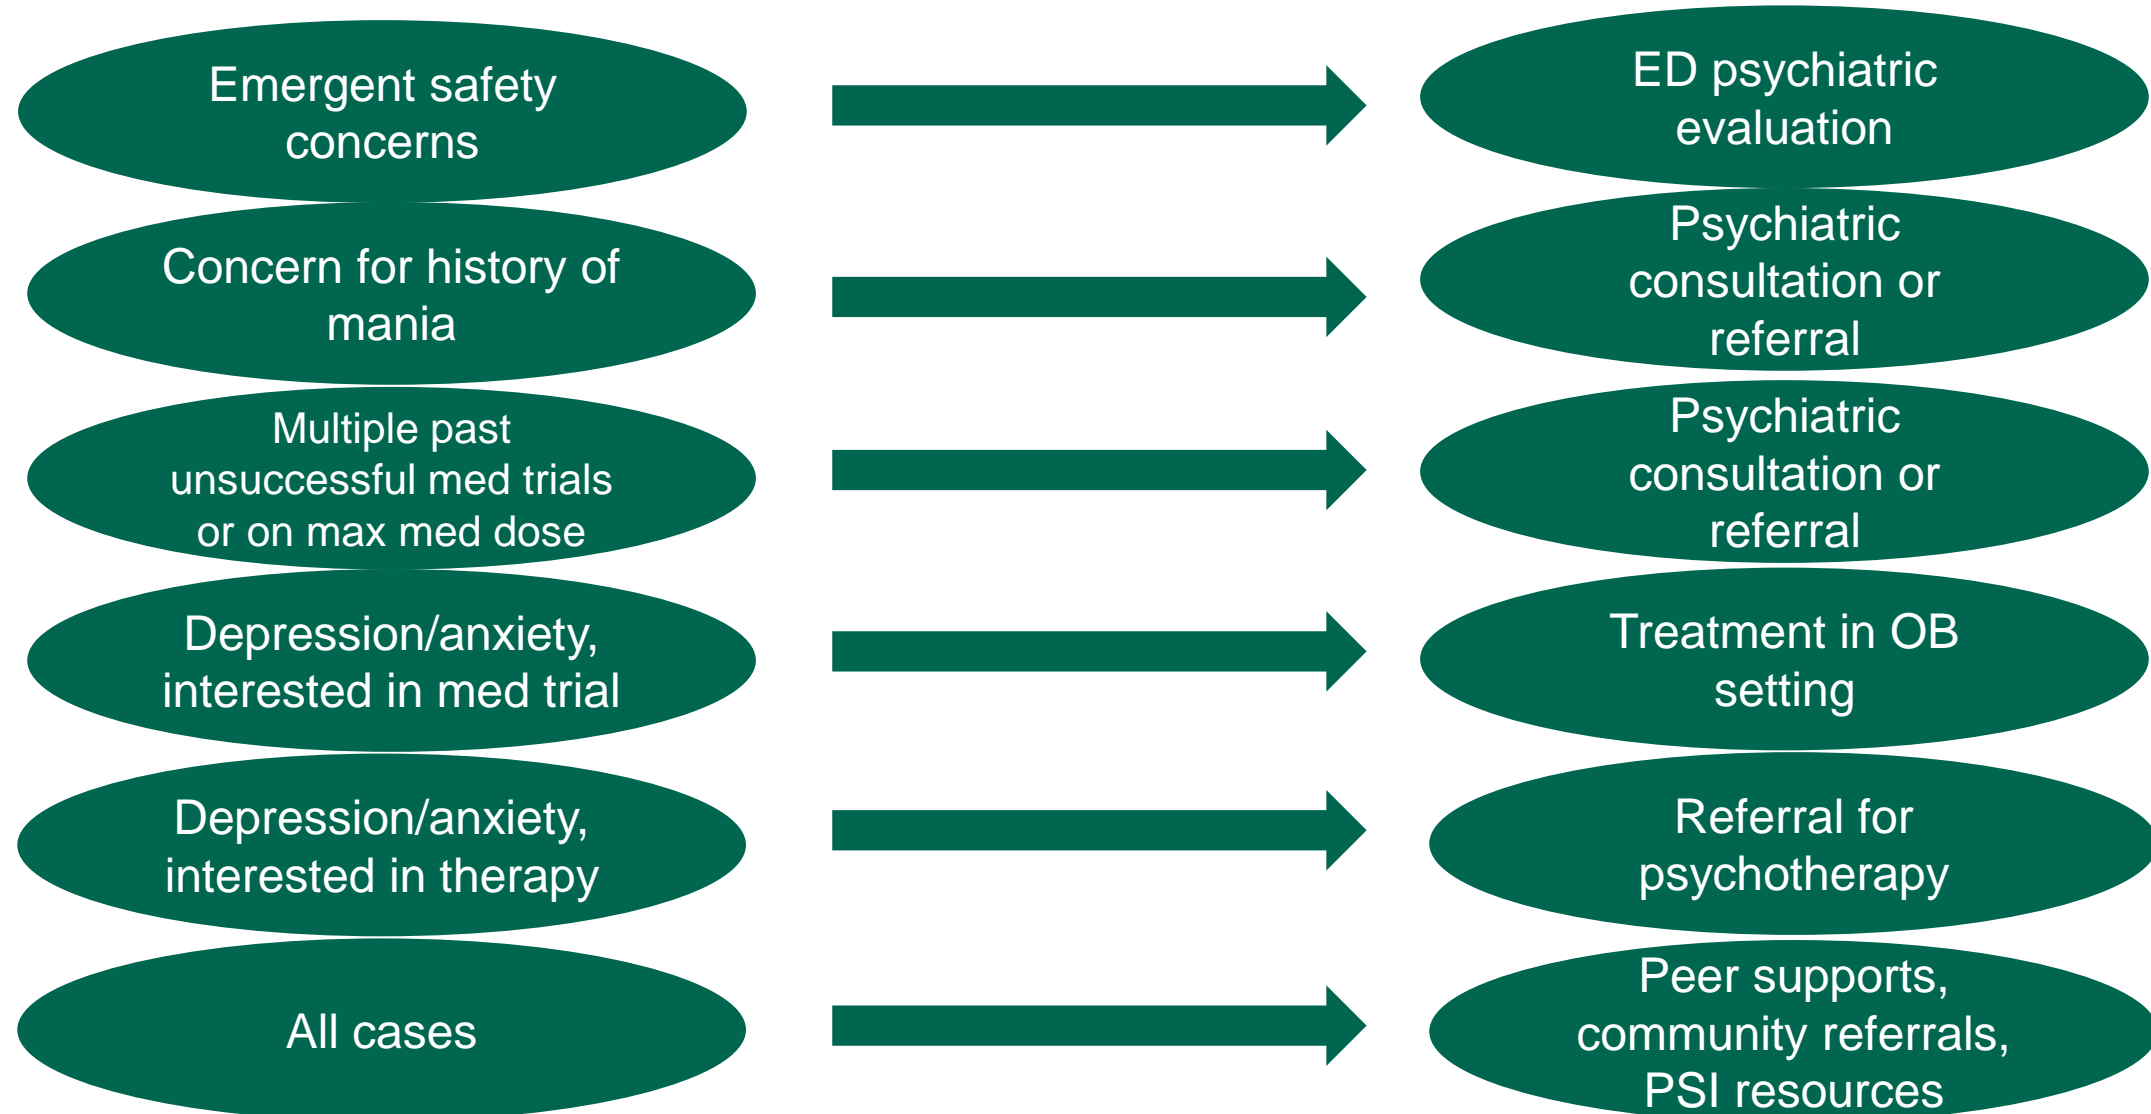 Emergent safety
concerns
ED psychiatric
evaluation
Concern for history of
mania
Psychiatric
consultation or
referral
Multiple past
unsuccessful med trials
or on max med dose
Psychiatric
consultation or
referral
Depression/anxiety,
interested in med trial
Treatment in OB
setting
Depression/anxiety,
interested in therapy
Referral for
psychotherapy
All cases
Peer supports,
community referrals,
PSI resources